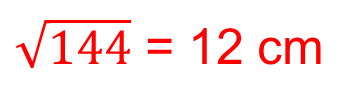 √144 = 12 cm